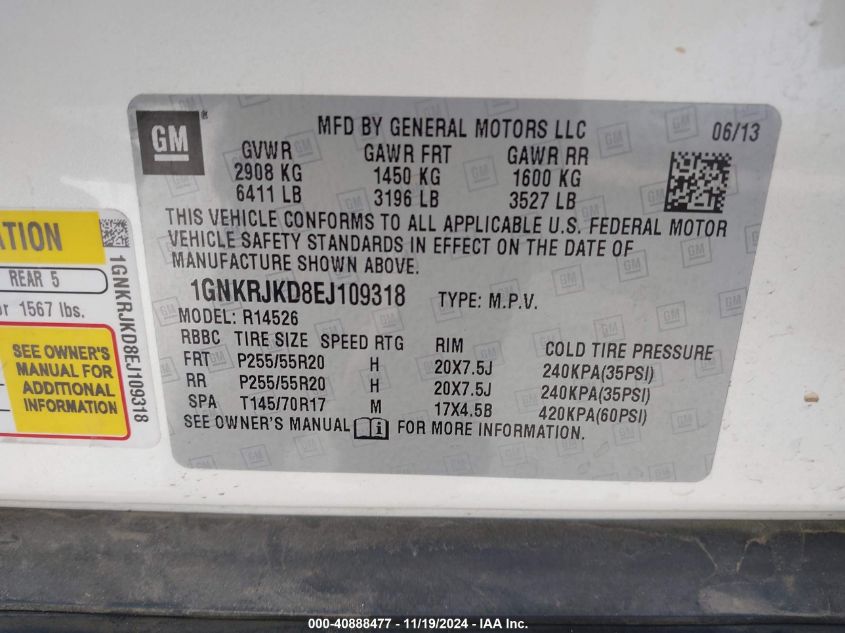 GM
MFD BY GENERAL MOTORS LLC 06/13
GVWR GAWR FRT GAWR RR
2908 KG 1450 KG 1600 KG
6411 LB 3196 LB 3527 LB
THIS VEHICLE CONFORMS TO ALL APPLICABLE U.S. FEDERAL MOTOR
VEHICLE SAFETY STANDARDS IN EFFECT ON THE DATE OF
MANUFACTURE SHOWN ABOVE.
1GNKRJKD8EJ109318 TYPE: M.P.V.
MODEL: R14526
RBBC TIRE SIZE SPEED RTG RIM COLD TIRE PRESSURE
FRT P255/55R20 H 20X7.5J 240KPA(35PSI)
RR P255/55R20 H 20X7.5J 240KPA(35PSI)
SPA T145/70R17 M 17X4.5B 420KPA(60PSI)
SEE OWNER'S MANUAL FOR MORE INFORMATION.
REAR 5
1567 lbs.
SEE OWNER'S
MANUAL FOR
ADDITIONAL
INFORMATION
1GNKRJKD8EJ109318
000-40888477 - 11/19/2024 - IAA Inc.